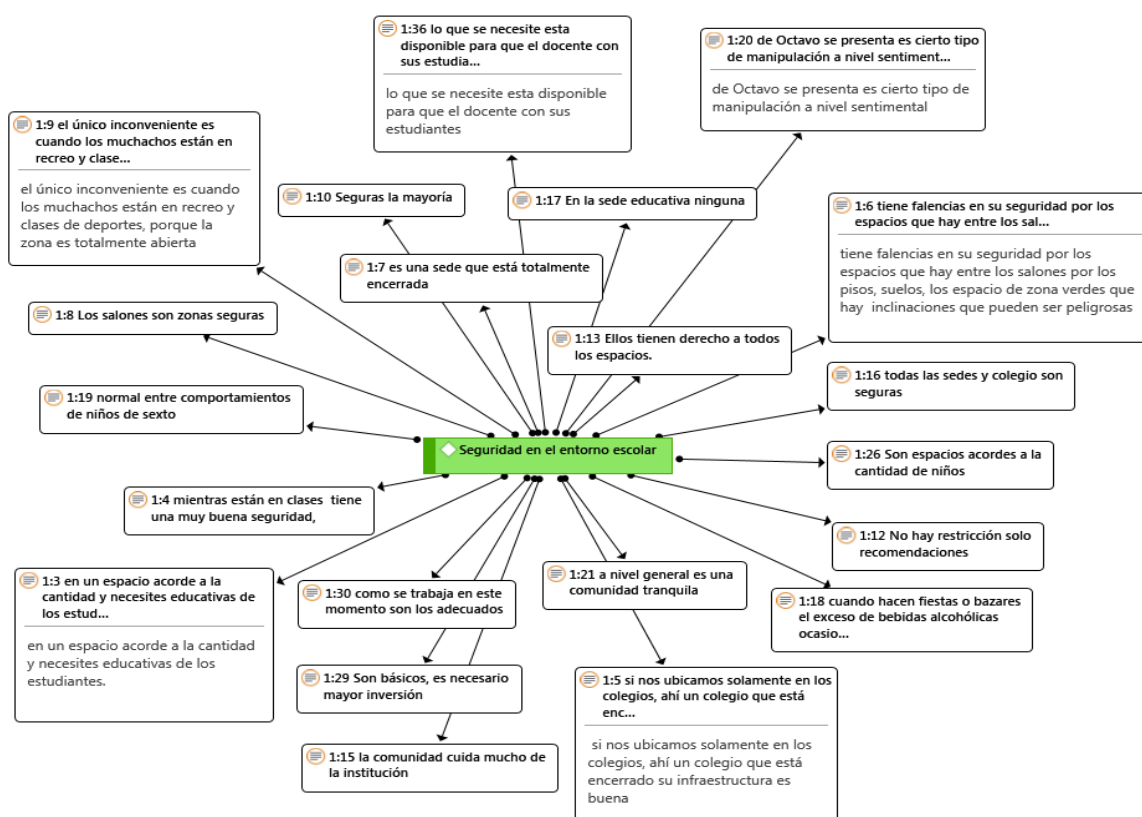 1:36 lo que se necesite esta
disponible para que el docente con
sus estudia...
lo que se necesite esta disponible
para que el docente con sus
estudiantes
1:20 de Octavo se presenta es cierto tipo
de manipulación a nivel sentiment...
de Octavo se presenta es cierto tipo de
manipulación a nivel sentimental
1:9 el único inconveniente es
cuando los muchachos están en
recreo y clase...
el único inconveniente es cuando
los muchachos están en recreo y
clases de deportes, porque la
zona es totalmente abierta
1:10 Seguras la mayoría
1:17 En la sede educativa ninguna
1:6 tiene falencias en su seguridad por los
espacios que hay entre los sal...
tiene falencias en su seguridad por los
espacios que hay entre los salones por los
pisos, suelos, los espacio de zona verdes que
hay inclinaciones que pueden ser peligrosas
1:7 es una sede que está totalmente
encerrada
1:8 Los salones son zonas seguras
1:13 Ellos tienen derecho a todos
los espacios.
1:16 todas las sedes y colegio son
seguras
1:19 normal entre comportamientos
de niños de sexto
Seguridad en el entorno escolar
1:26 Son espacios acordes a la
cantidad de niños
1:4 mientras están en clases tiene
una muy buena seguridad,
1:12 No hay restricción solo
recomendaciones
1:3 en un espacio acorde a la
cantidad y necesites educativas de
los estud...
en un espacio acorde a la cantidad
y necesites educativas de los
estudiantes.
1:30 como se trabaja en este
momento son los adecuados
1:21 a nivel general es una
comunidad tranquila
1:18 cuando hacen fiestas o bazares
el exceso de bebidas alcohólicas
ocasio...
1:29 Son básicos, es necesario
mayor inversión
1:5 si nos ubicamos solamente en los
colegios, ahí un colegio que está
enc...
si nos ubicamos solamente en los
colegios, ahí un colegio que está
encerrado su infraestructura es
buena
1:15 la comunidad cuida mucho de
la institución